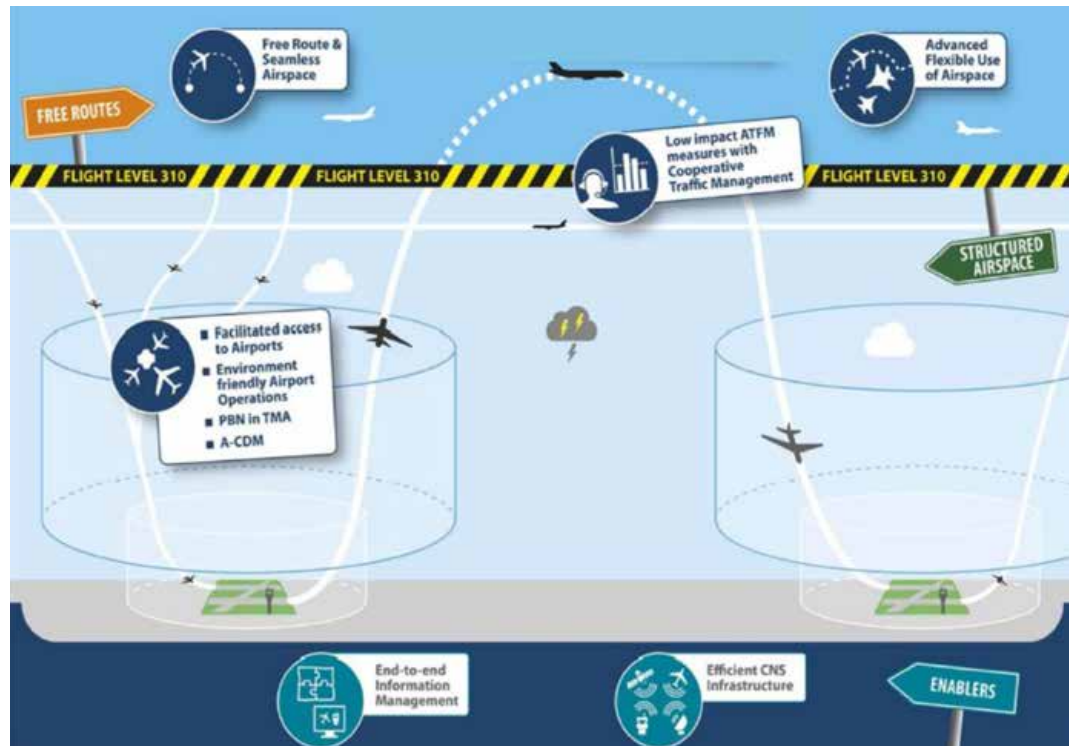 Free Route &
Seamless
Airspace
Advanced
Flexible Use
of Airspace
FREE ROUTES
Low impact ATFM
measures with
Cooperative
Traffic Management
FLIGHT LEVEL 310
FLIGHT LEVEL 310
FLIGHT LEVEL 310
STRUCTURED
AIRSPACE
■ Facilitated access
to Airports
■ Environment
friendly Airport
Operations
■ PBN in TMA
■ A-CDM
End-to-end
Information
Management
Efficient CNS
Infrastructure
ENABLERS